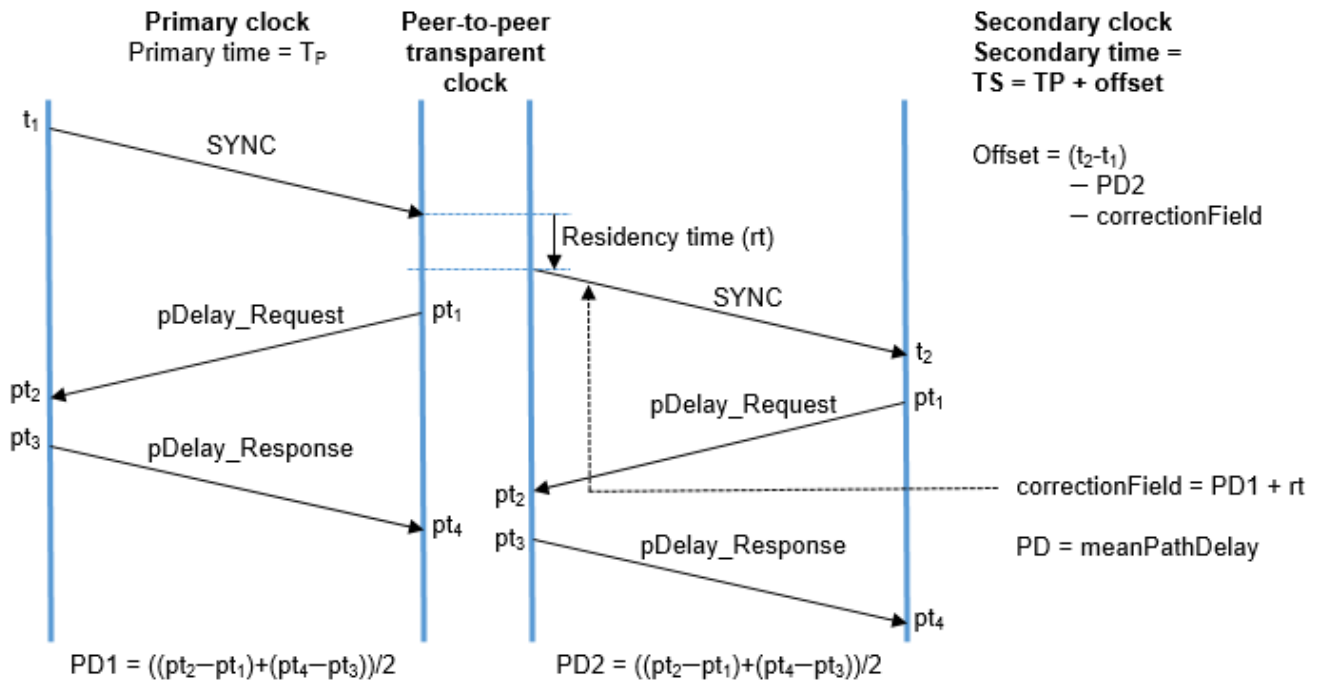 Primary clock
Primary time = Tₚ
Peer-to-peer
transparent
clock
Secondary clock
Secondary time =
TS = TP + offset
t₁
SYNC
Offset = (t₂-t₁)
— PD2
— correctionField
Residency time (rt)
SYNC
pDelay_Request
pt₁
t₂
pt₂
pDelay_Request
pt₁
pt₃
pDelay_Response
pt₂
correctionField = PD1 + rt
pt₄
pt₃
pDelay_Response
PD = meanPathDelay
pt₄
PD1 = ((pt₂—pt₁)+(pt₄—pt₃))/2
PD2 = ((pt₂—pt₁)+(pt₄—pt₃))/2